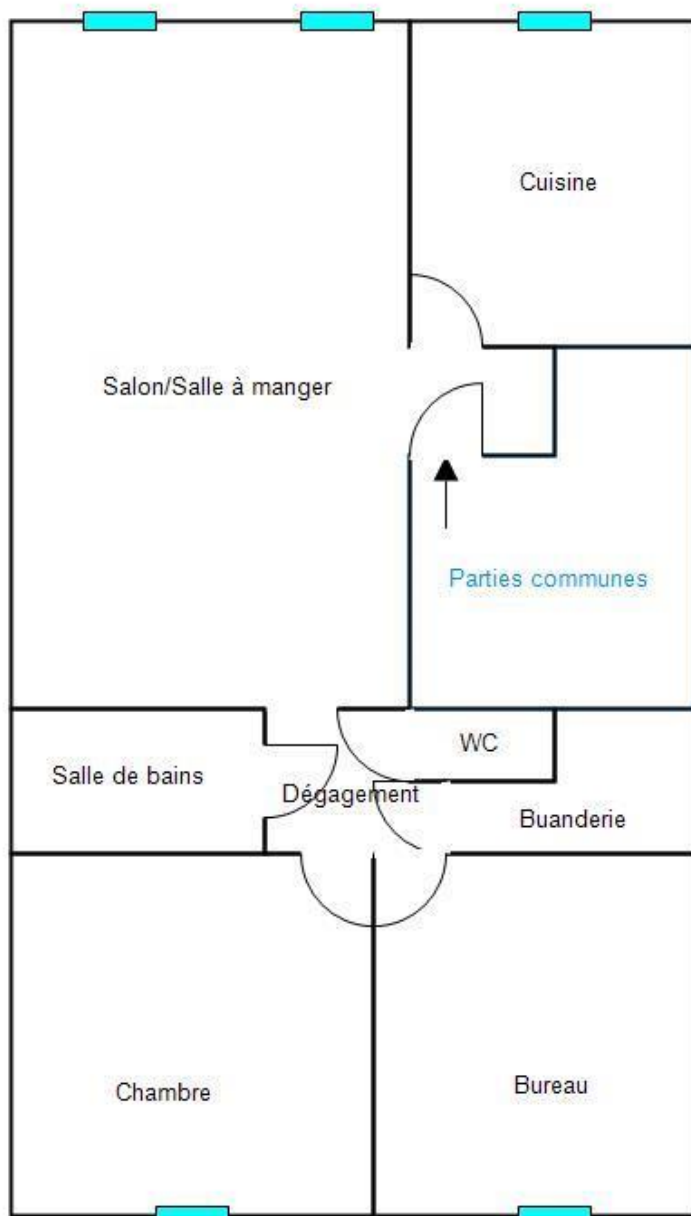 Cuisine
Salon/Salle à manger
Parties communes
WC
Salle de bains
Dégagement
Buanderie
Chambre
Bureau